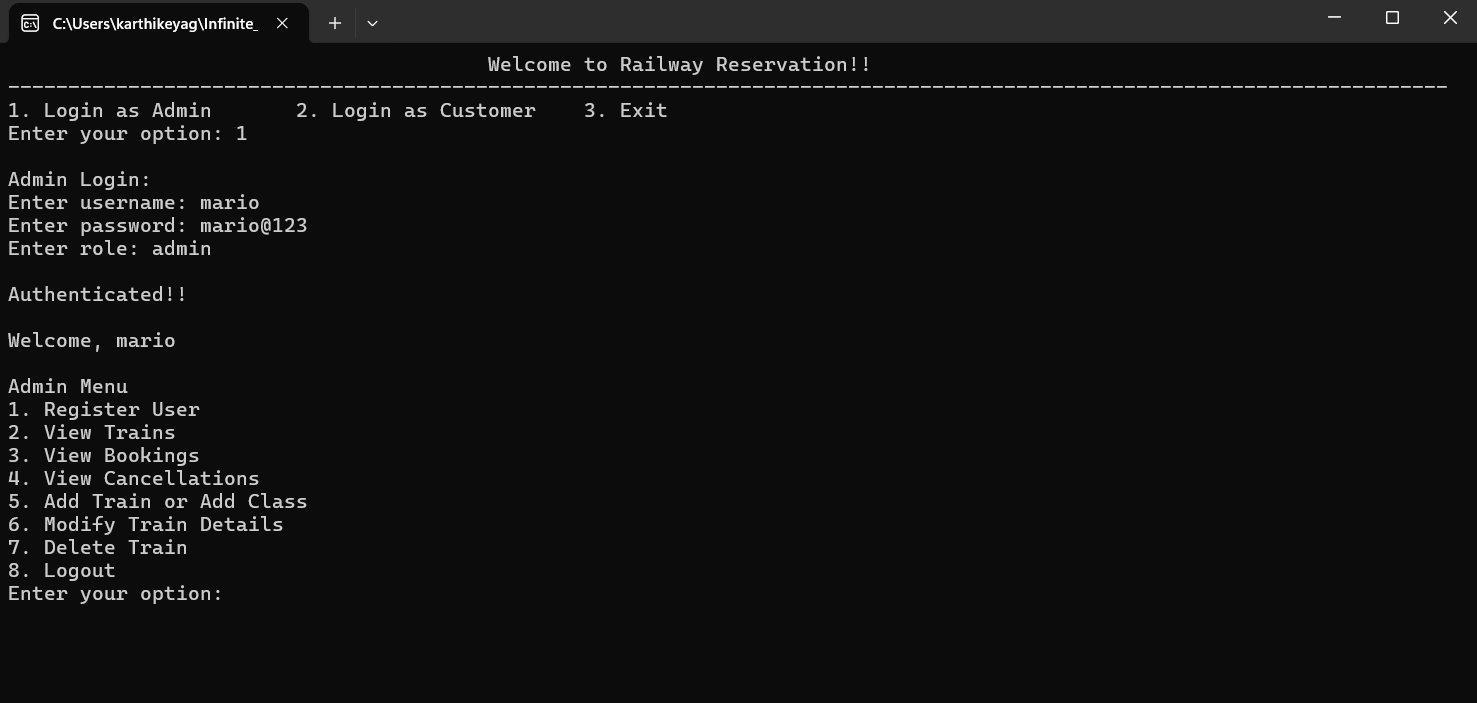 C:\Users\karthikeyag\Infinite_
Welcome to Railway Reservation!!
------------------------------------------------------------------------------------------------------------------------
1. Login as Admin       2. Login as Customer    3. Exit
Enter your option: 1
Admin Login:
Enter username: mario
Enter password: mario@123
Enter role: admin
Authenticated!!
Welcome, mario
Admin Menu
1. Register User
2. View Trains
3. View Bookings
4. View Cancellations
5. Add Train or Add Class
6. Modify Train Details
7. Delete Train
8. Logout
Enter your option: